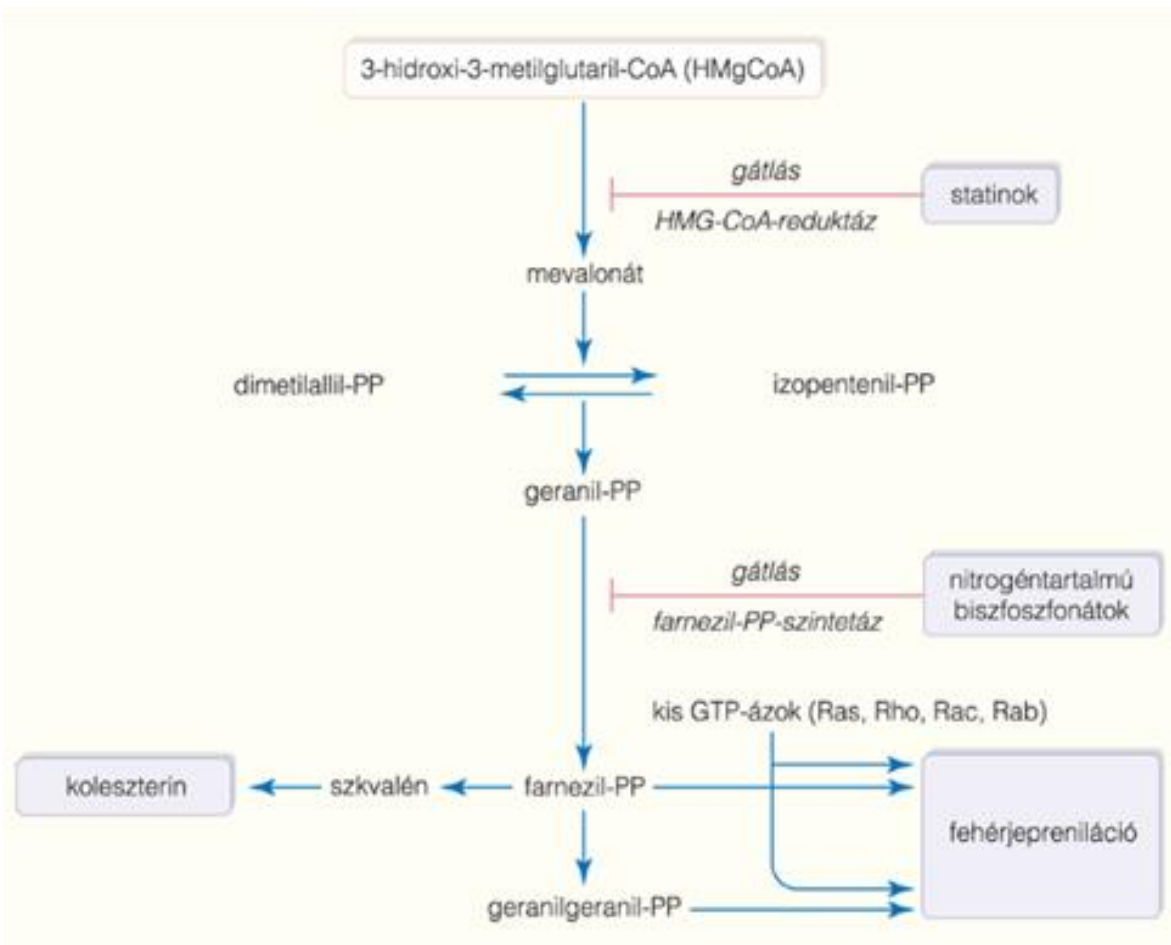 3-hidroxi-3-metilglutaril-CoA (HMgCoA)
gátlás
statinok
HMG-CoA-reduktáz
mevalonát
dimetilallil-PP
izopentenil-PP
geranil-PP
gátlás
nitrogéntartalmú
biszfoszfonátok
farnezil-PP-szintetáz
kis GTP-ázok (Ras, Rho, Rac, Rab)
koleszterin
szkvalén
farnezil-PP
fehérjepreniláció
geranilgeranil-PP